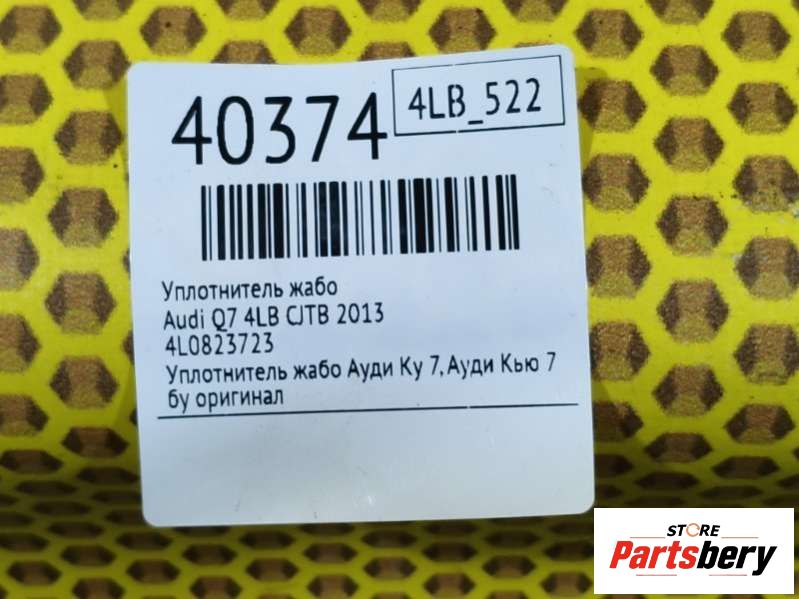 40374
4LB_522
Уплотнитель жабо
Audi Q7 4LB CJTB 2013
4L0823723
Уплотнитель жабо Ауди Ку 7, Ауди Кью 7
бу оригинал
STORE
Partsbery